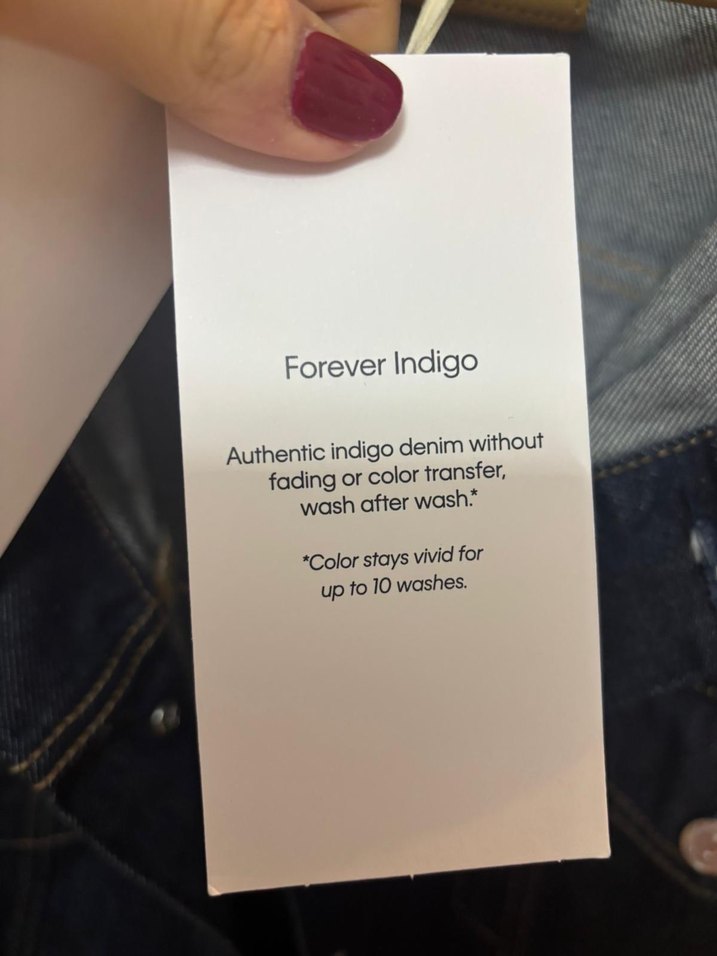 Forever Indigo
Authentic indigo denim without
fading or color transfer,
wash after wash.*
*Color stays vivid for
up to 10 washes.